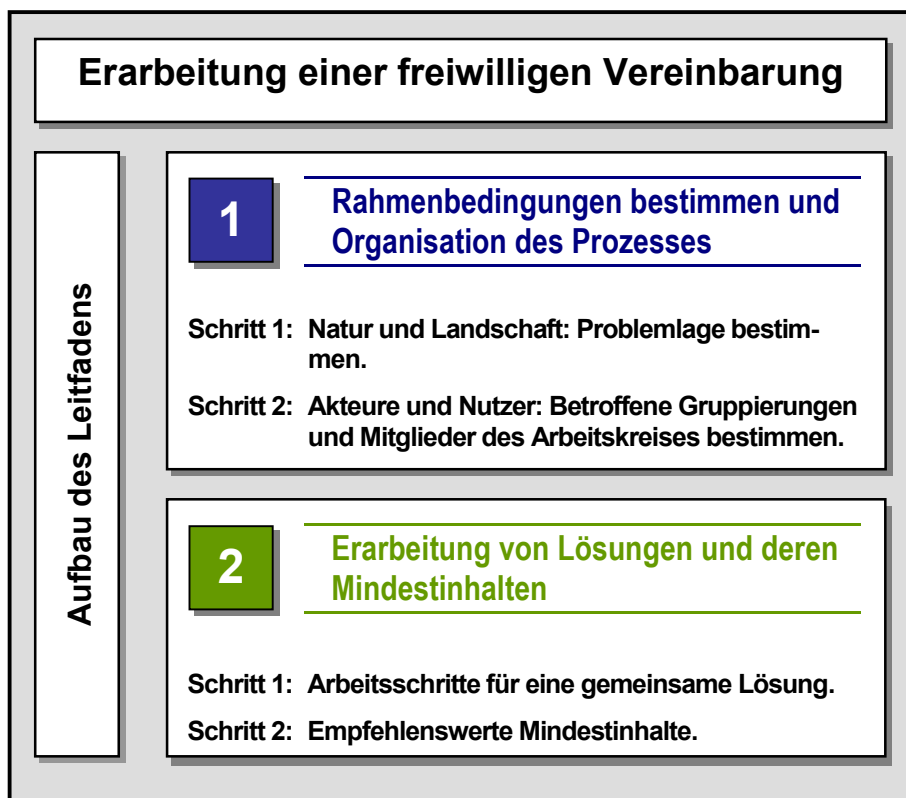 Erarbeitung einer freiwilligen Vereinbarung
Aufbau des Leitfadens
1
Rahmenbedingungen bestimmen und
Organisation des Prozesses
Schritt 1: Natur und Landschaft: Problemlage bestim-
men.
Schritt 2: Akteure und Nutzer: Betroffene Gruppierungen
und Mitglieder des Arbeitskreises bestimmen.
2
Erarbeitung von Lösungen und deren
Mindestinhalten
Schritt 1: Arbeitsschritte für eine gemeinsame Lösung.
Schritt 2: Empfehlenswerte Mindestinhalte.